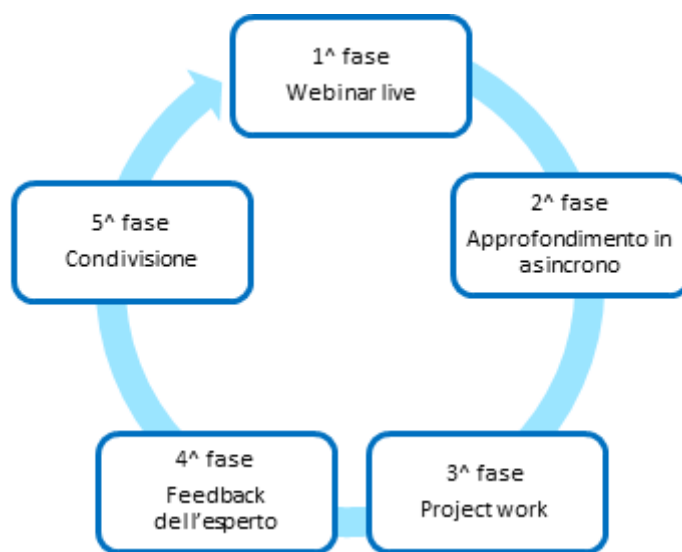 1^ fase
Webinar live
2^ fase
Approfondimento in
asincrono
3^ fase
Project work
4^ fase
Feedback
dell'esperto
5^ fase
Condivisione